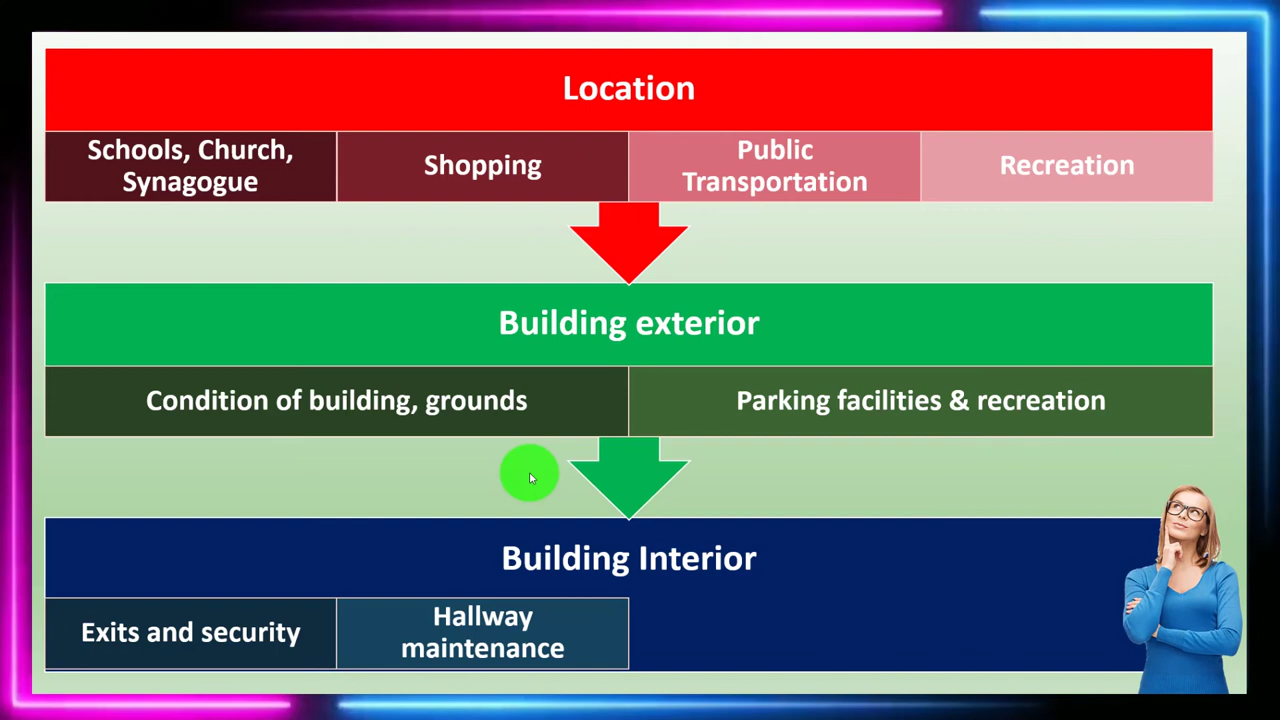 Location
Schools, Church,
Synagogue
Shopping
Public
Transportation
Recreation
Building exterior
Condition of building, grounds
Parking facilities & recreation
Building Interior
Exits and security
Hallway
maintenance